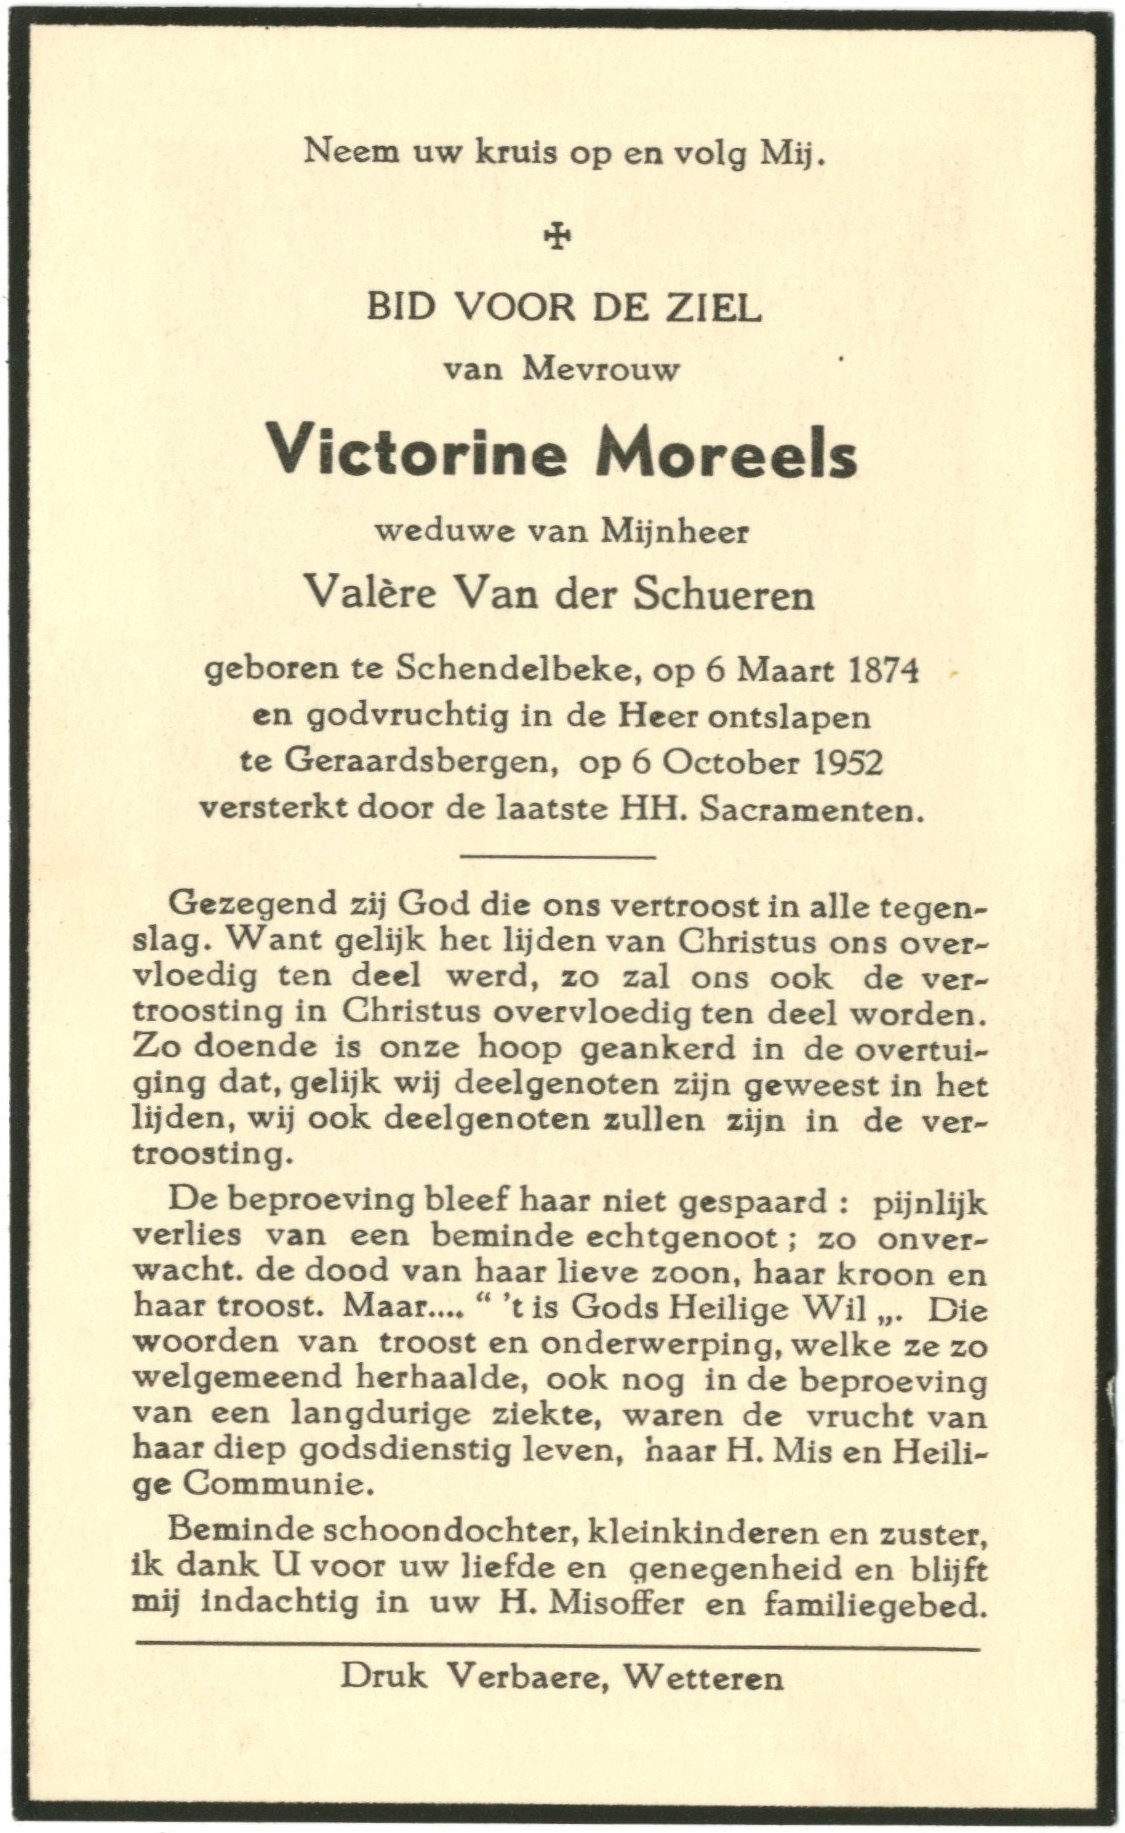 Neem uw kruis op en volg Mij.
✠
BID VOOR DE ZIEL
van Mevrouw
Victorine Moreels
weduwe van Mijnheer
Valère Van der Schueren
geboren te Schendelbeke, op 6 Maart 1874
en godvruchtig in de Heer ontslapen
te Geraardsbergen, op 6 October 1952
versterkt door de laatste HH. Sacramenten.
Gezegend zij God die ons vertroost in alle tegen-
slag. Want gelijk het lijden van Christus ons over-
vloedig ten deel werd, zo zal ons ook de ver-
troosting in Christus overvloedig ten deel worden.
Zo doende is onze hoop geankerd in de overtui-
ging dat, gelijk wij deelgenoten zijn geweest in het
lijden, wij ook deelgenoten zullen zijn in de ver-
troosting.
De beproeving bleef haar niet gespaard : pijnlijk
verlies van een beminde echtgenoot ; zo onver-
wacht. de dood van haar lieve zoon, haar kroon en
haar troost. Maar.... “ 't is Gods Heilige Wil „. Die
woorden van troost en onderwerping, welke ze zo
welgemeend herhaalde, ook nog in de beproeving
van een langdurige ziekte, waren de vrucht van
haar diep godsdienstig leven, haar H. Mis en Heili-
ge Communie.
Beminde schoondochter, kleinkinderen en zuster,
ik dank U voor uw liefde en genegenheid en blijft
mij indachtig in uw H. Misoffer en familiegebed.
Druk Verbaere, Wetteren